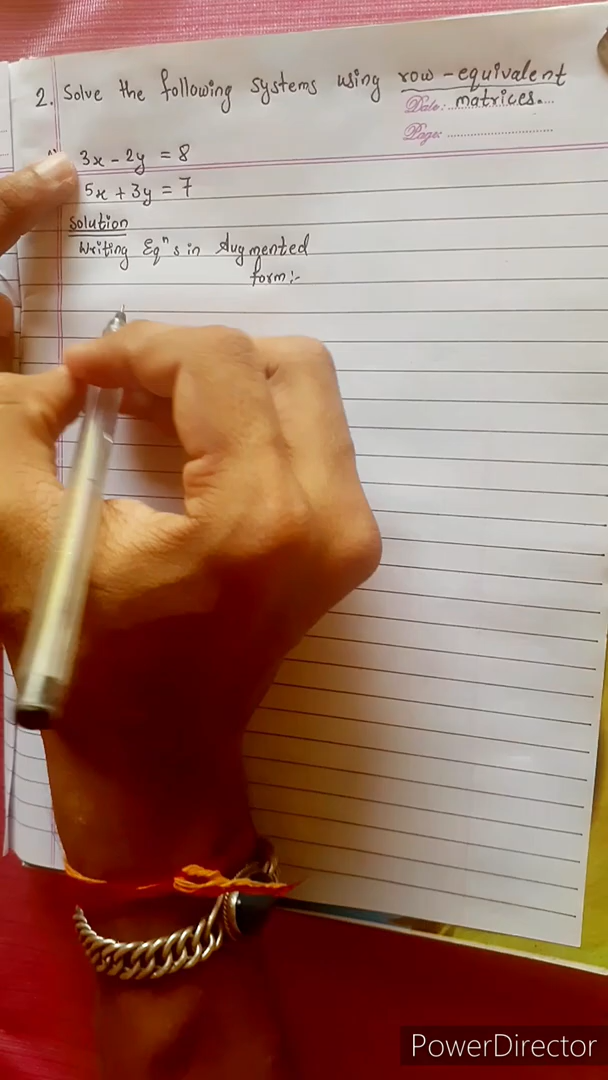 2. Solve the following systems using row-equivalent
Date: matrices.
Page:
3x - 2y = 8
5x + 3y = 7
Solution
Writing Eqⁿs in Augmented
form:-
PowerDirector